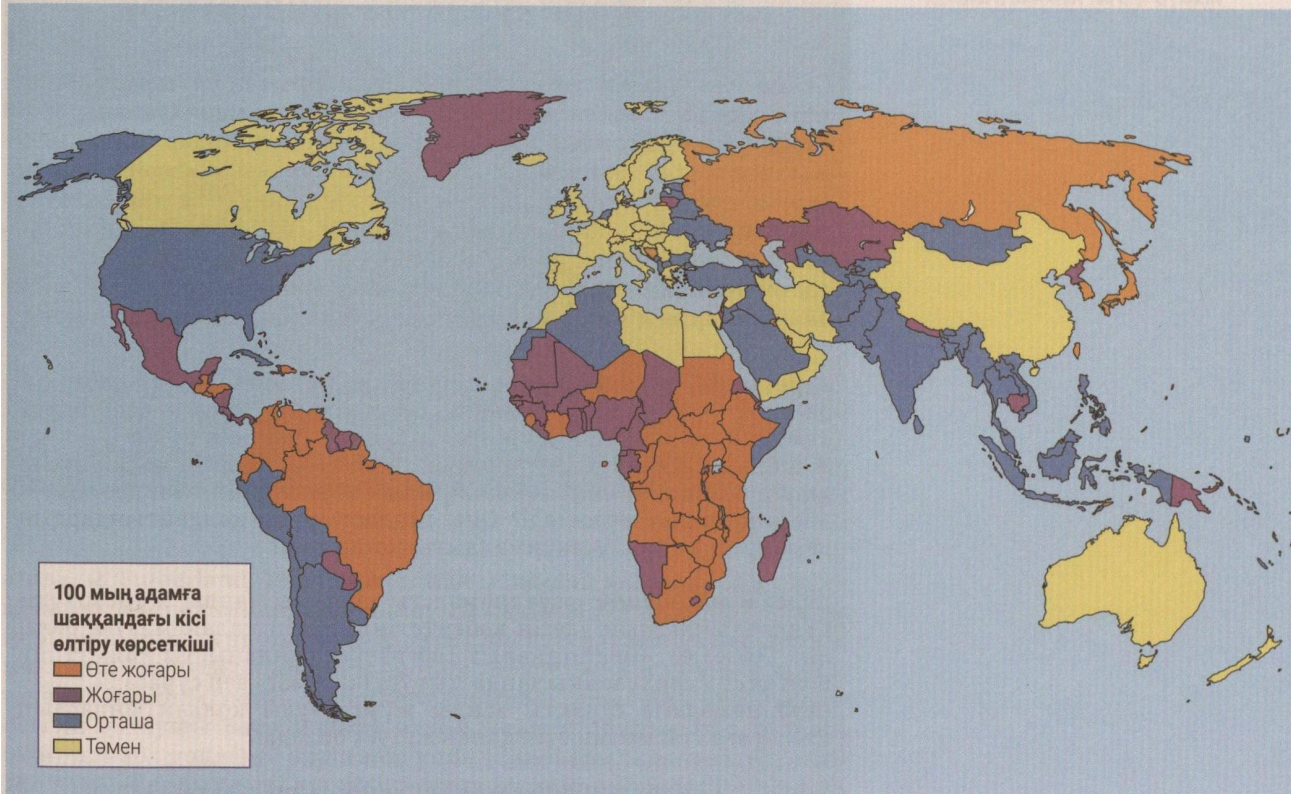 100 мың адамға
шаққандағы кісі
өлтіру көрсеткіші
Өте жоғары
Жоғары
Орташа
Төмен